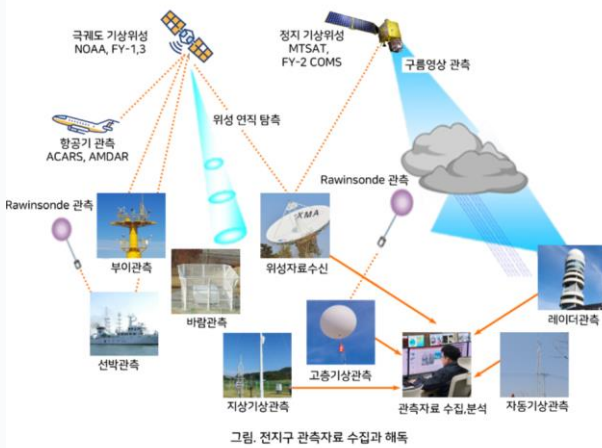 극궤도 기상위성
NOAA, FY-1,3
정지 기상위성
MTSAT,
FY-2 COMS
구름영상 관측
위성 연직 탐측
항공기 관측
ACARS, AMDAR
Rawinsonde 관측
Rawinsonde 관측
XMA
부이관측
위성자료수신
바람관측
레이더관측
선박관측
고층기상관측
지상기상관측
관측자료 수집,분석
자동기상관측
그림. 전지구 관측자료 수집과 해독